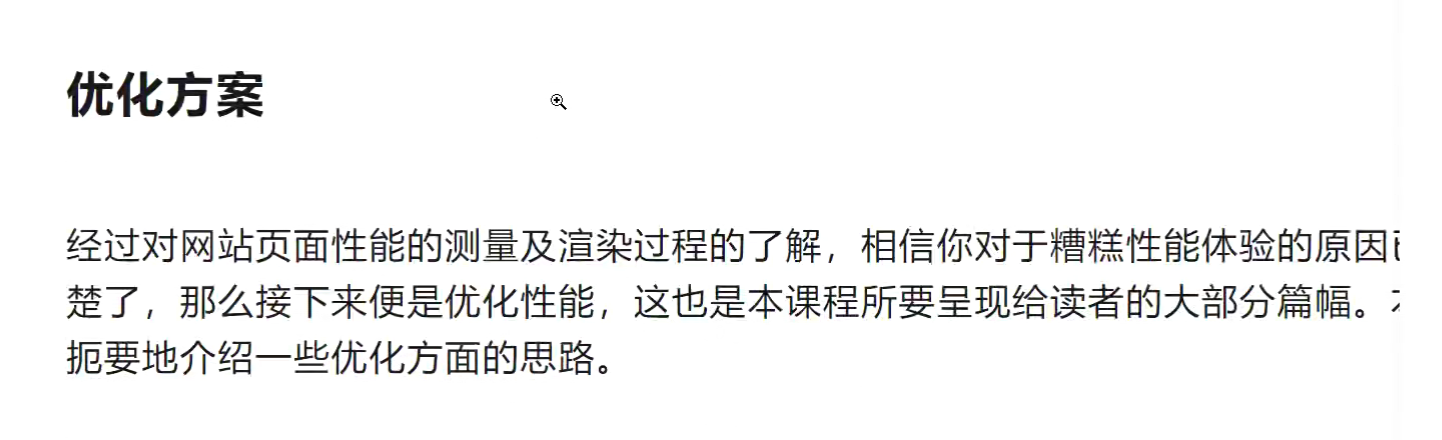 优化方案
经过对网站页面性能的测量及渲染过程的了解，相信你对于糟糕性能体验的原因
楚了，那么接下来便是优化性能，这也是本课程所要呈现给读者的大部分篇幅。
扼要地介绍一些优化方面的思路。